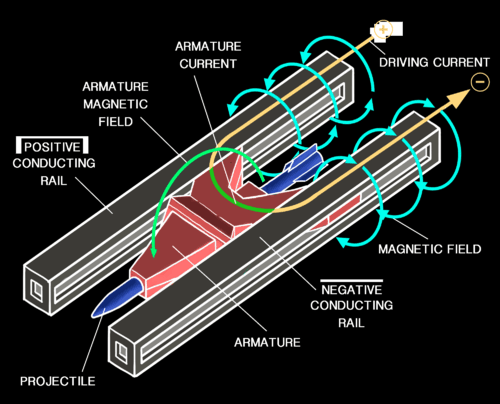 ARMATURE
CURRENT
+
DRIVING CURRENT
−
ARMATURE
MAGNETIC
FIELD
POSITIVE
CONDUCTING
RAIL
MAGNETIC FIELD
NEGATIVE
CONDUCTING
RAIL
ARMATURE
PROJECTILE